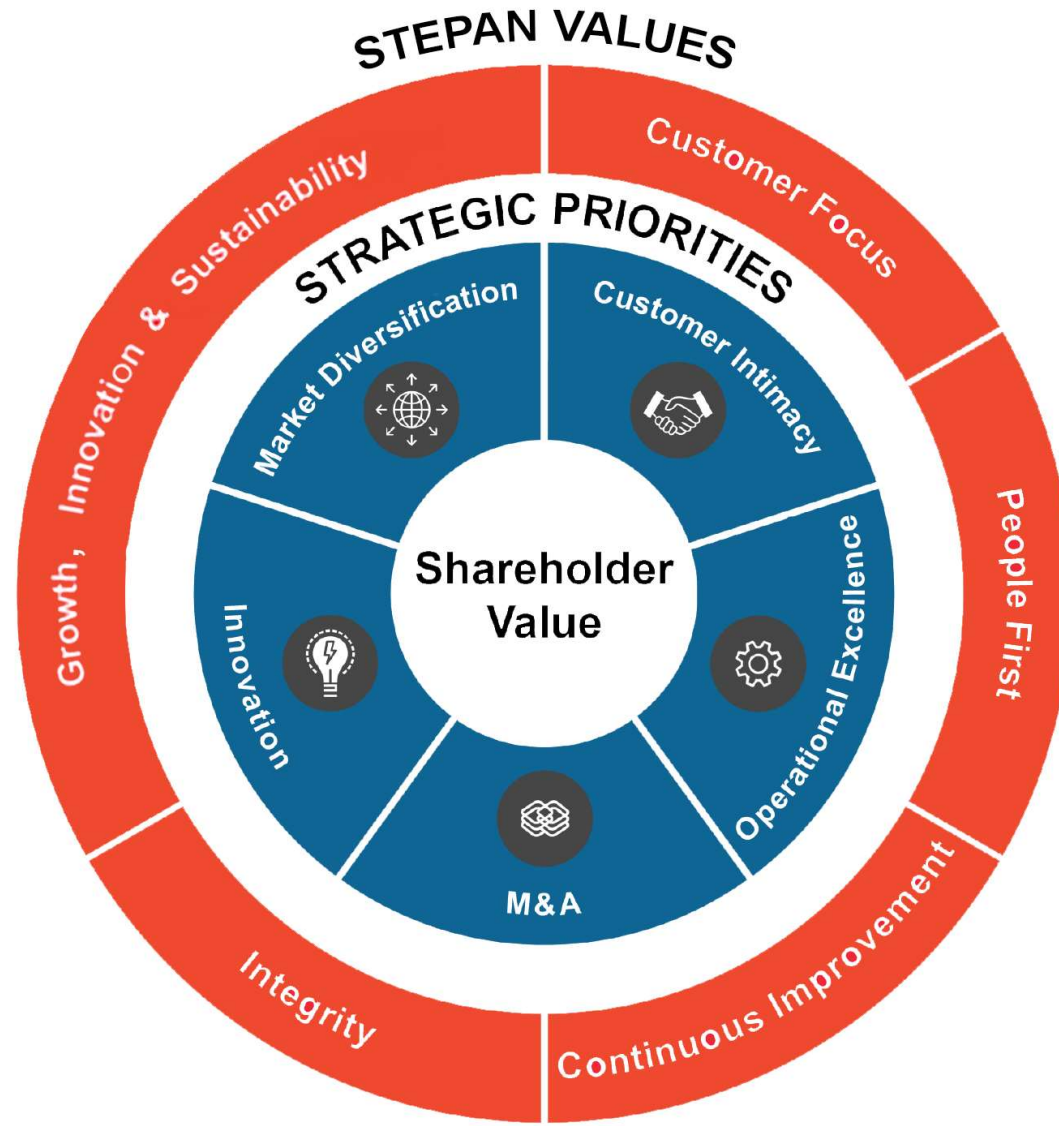 STEPAN VALUES
Customer Focus
People First
Continuous Improvement
Integrity
Growth, Innovation & Sustainability
STRATEGIC PRIORITIES
Customer Intimacy
Operational Excellence
M&A
Innovation
Market Diversification
Shareholder
Value